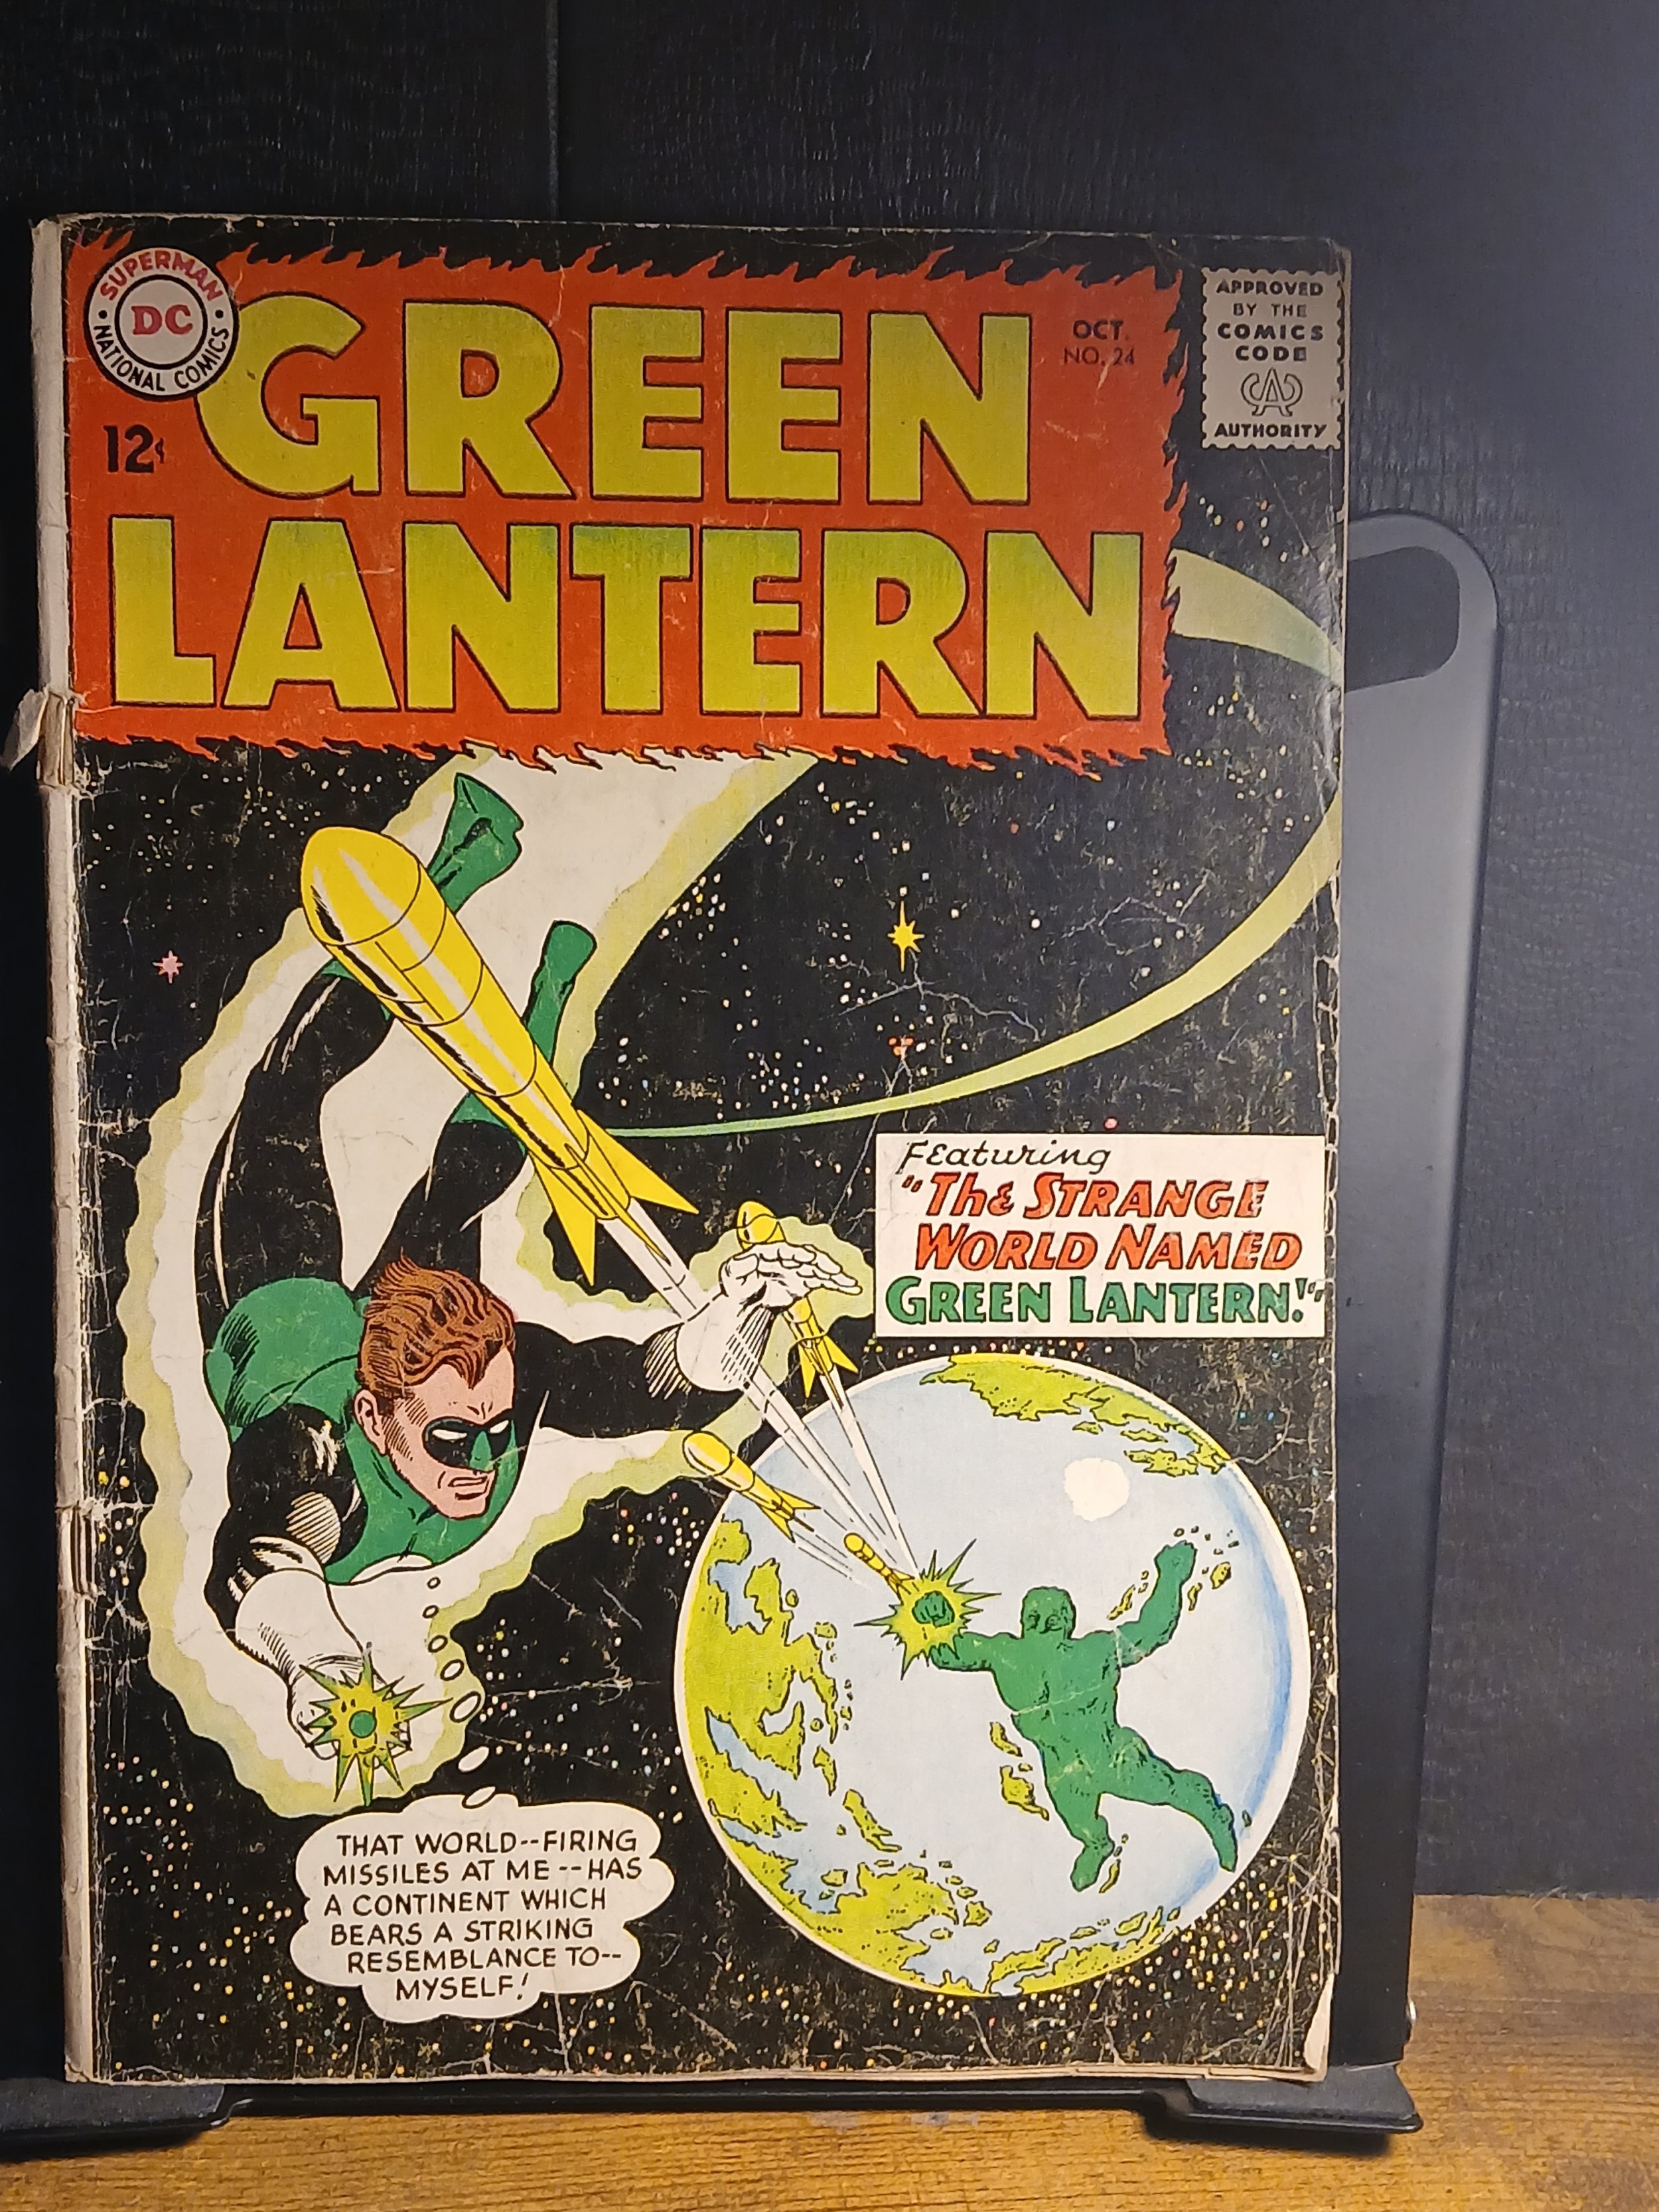 SUPERMAN
DC
NATIONAL COMICS
12¢
GREEN
LANTERN
OCT.
NO. 24
APPROVED
BY THE
COMICS
CODE
CA
AUTHORITY
Featuring
"The STRANGE
WORLD NAMED
GREEN LANTERN!"
THAT WORLD--FIRING
MISSILES AT ME--HAS
A CONTINENT WHICH
BEARS A STRIKING
RESEMBLANCE TO--
MYSELF!